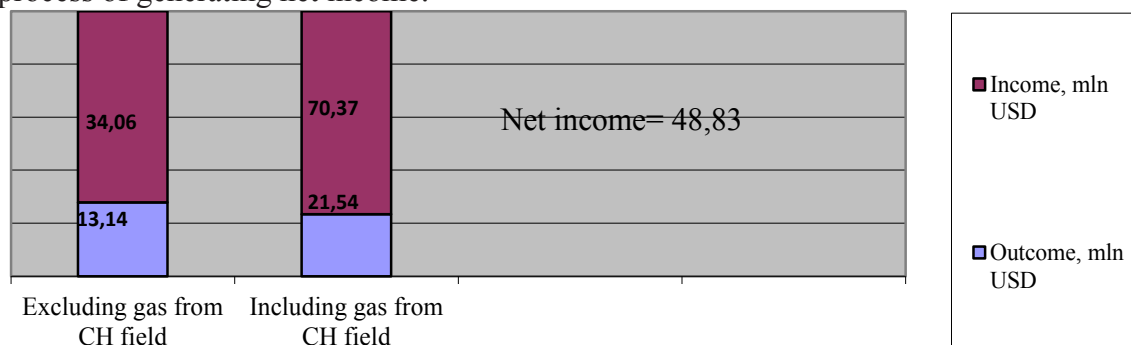 process of generating net income.
34,06
70,37
Net income= 48,83
13,14
21,54
Excluding gas from
CH field
Including gas from
CH field
Income, mln
USD
Outcome, mln
USD